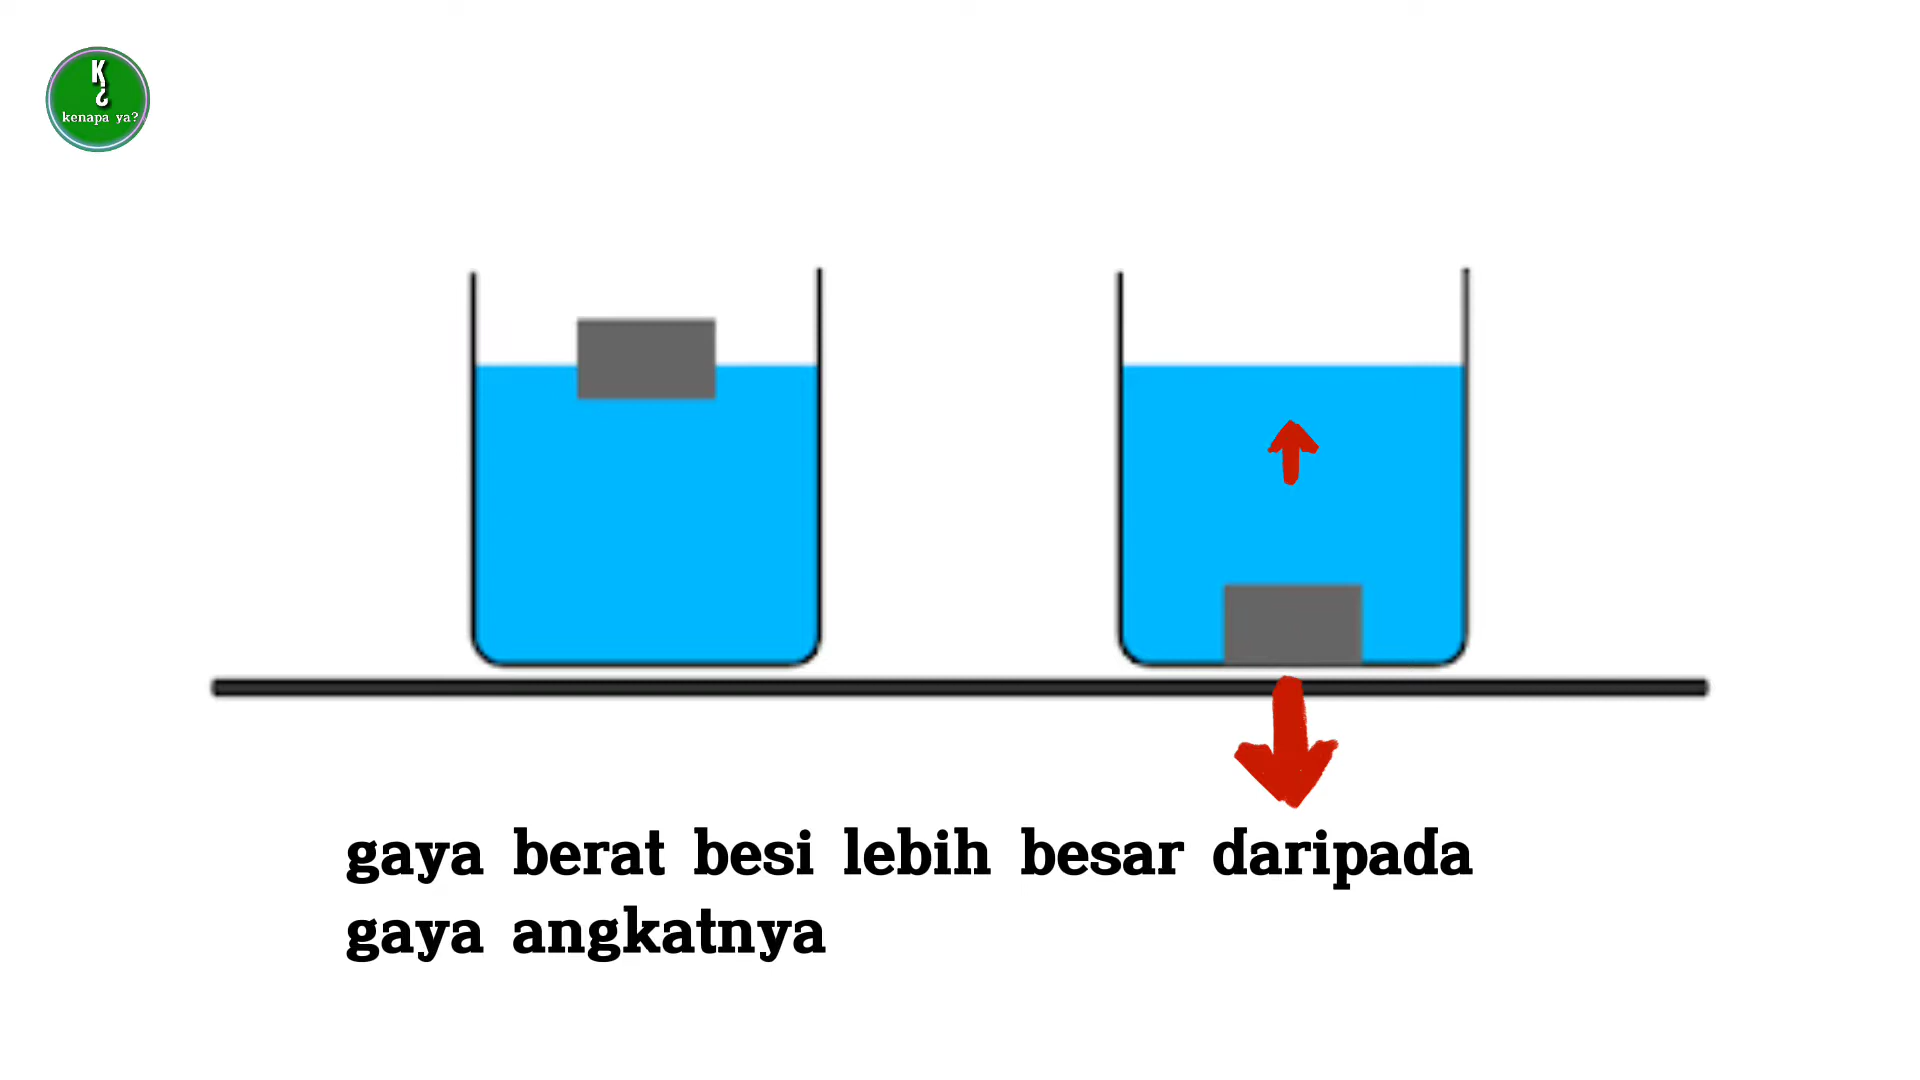 K
?
kenapa ya?
gaya berat besi lebih besar daripada
gaya angkatnya